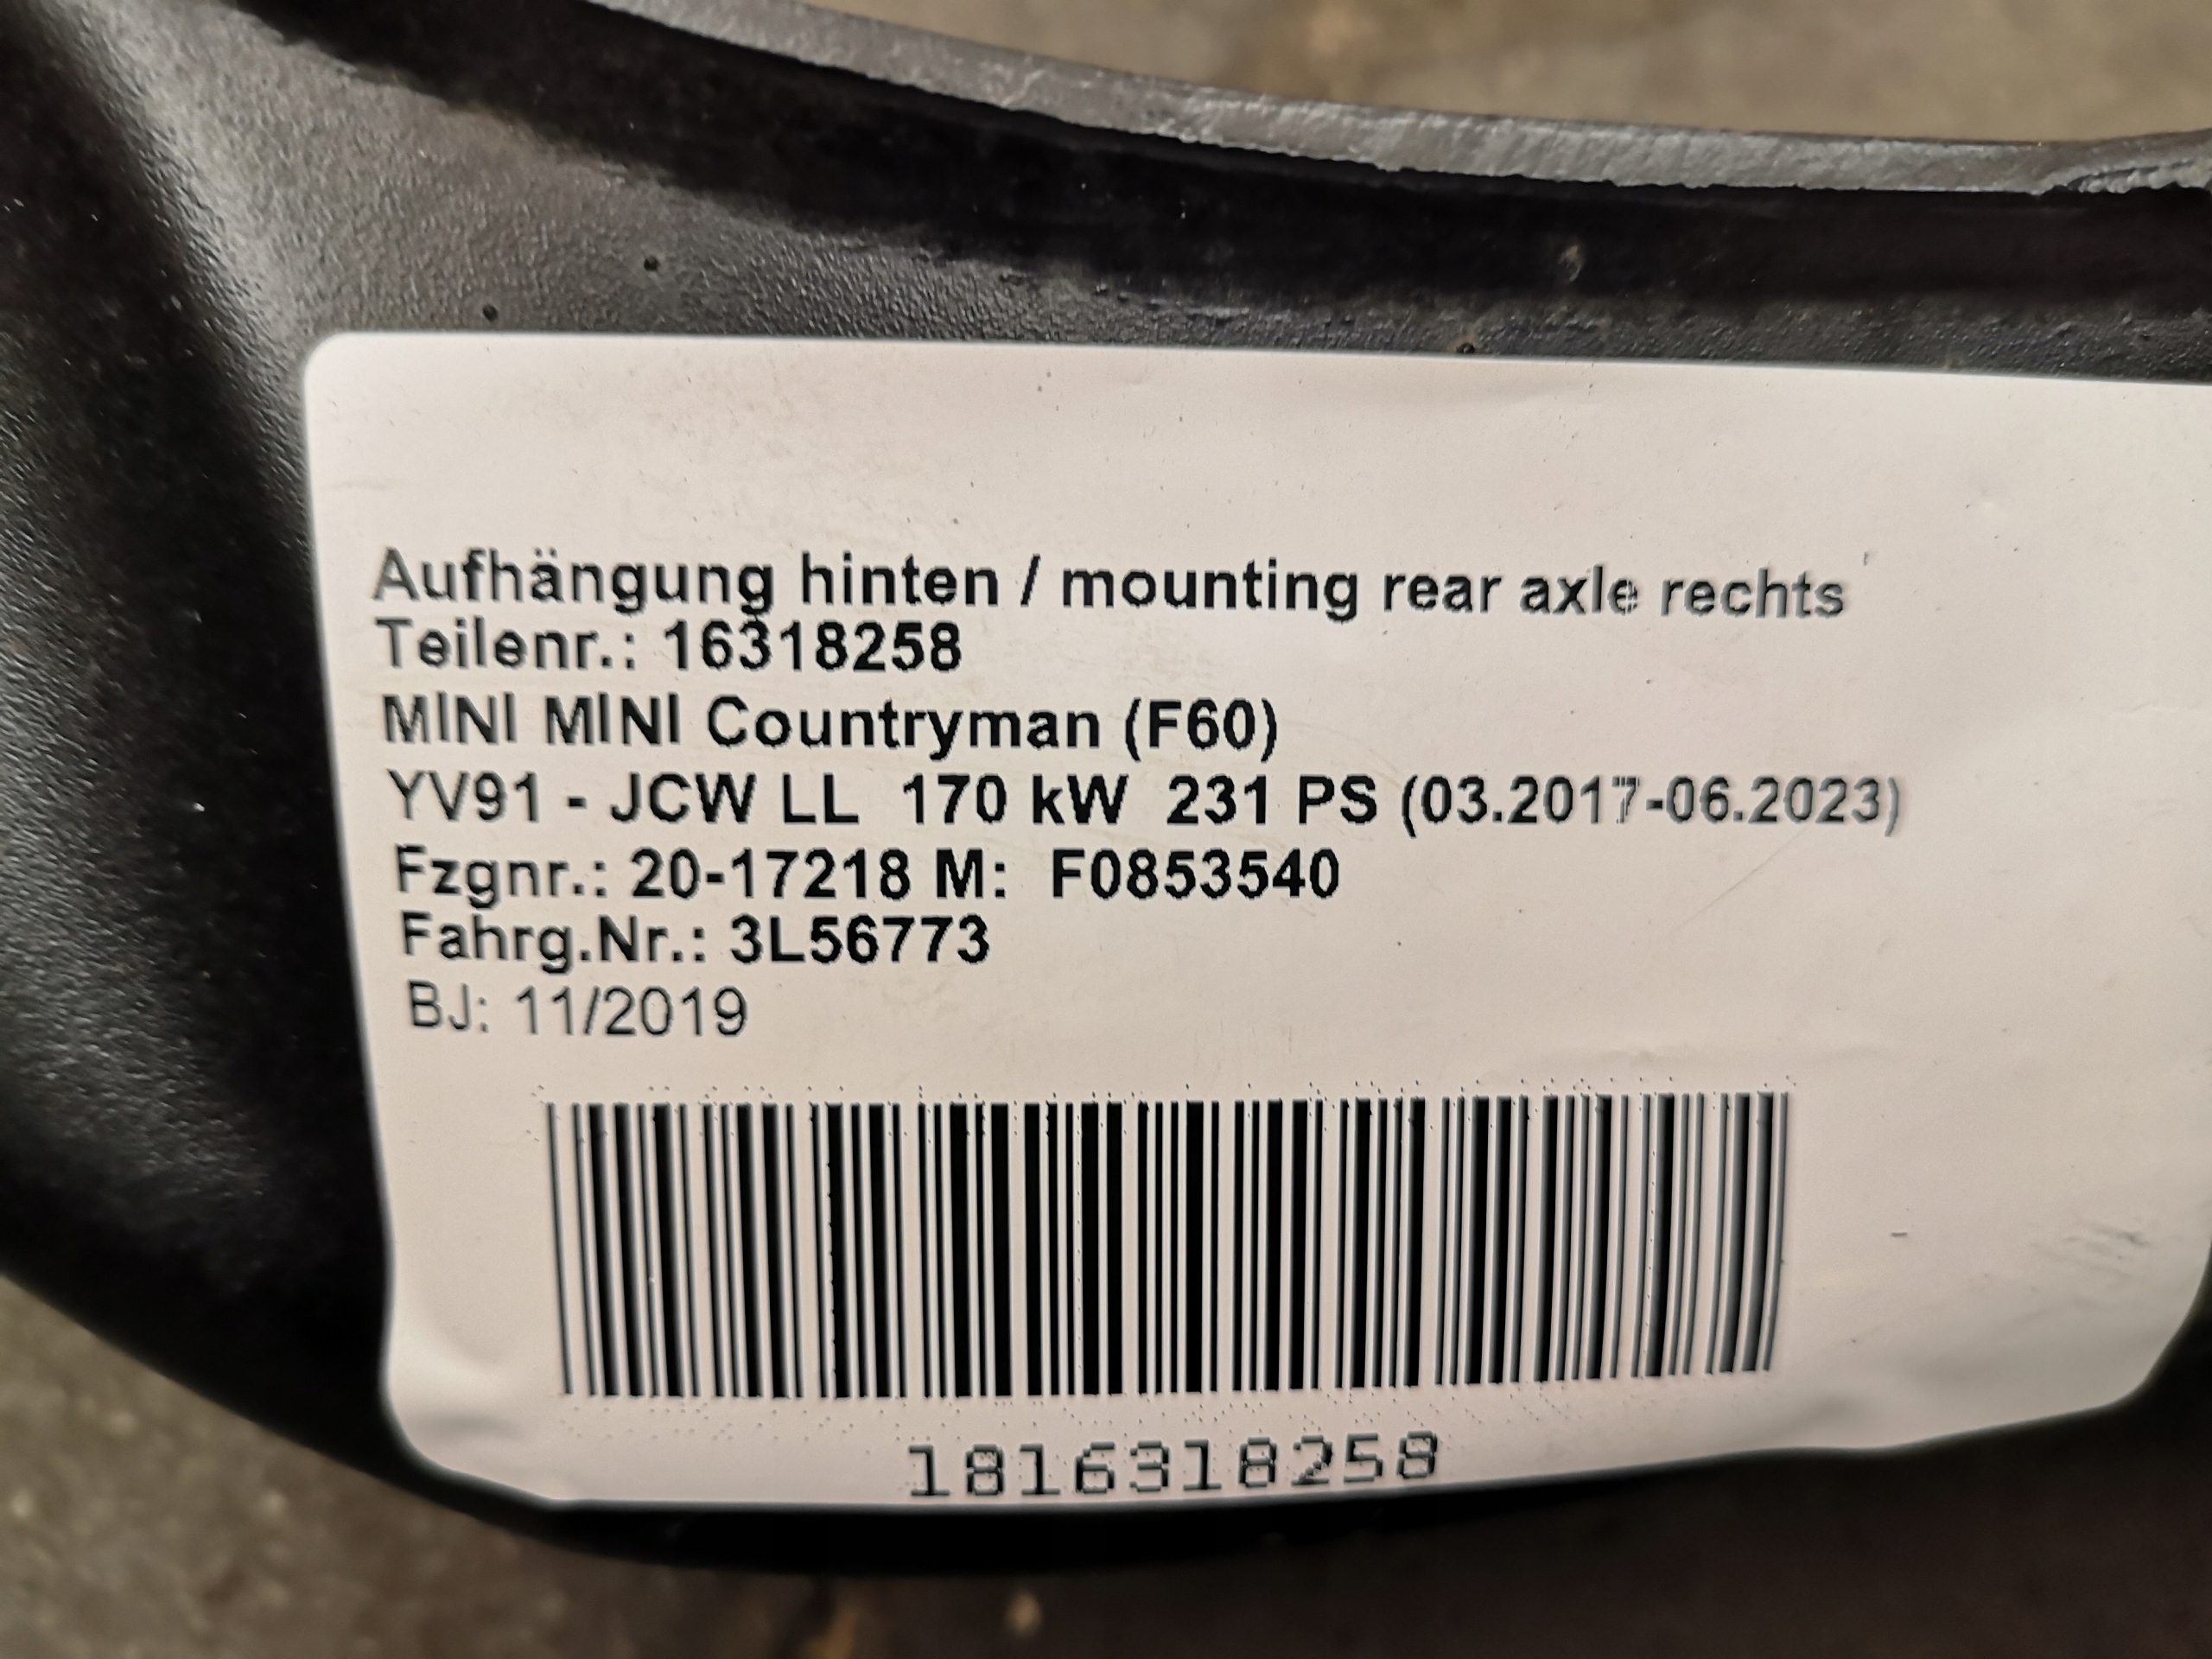 Aufhängung hinten / mounting rear axle rechts
Teilenr.: 16318258
MINI MINI Countryman (F60)
YV91 - JCW LL 170 kW 231 PS (03.2017-06.2023)
Fzgnr.: 20-17218 M: F0853540
Fahrg.Nr.: 3L56773
BJ: 11/2019
1816318258